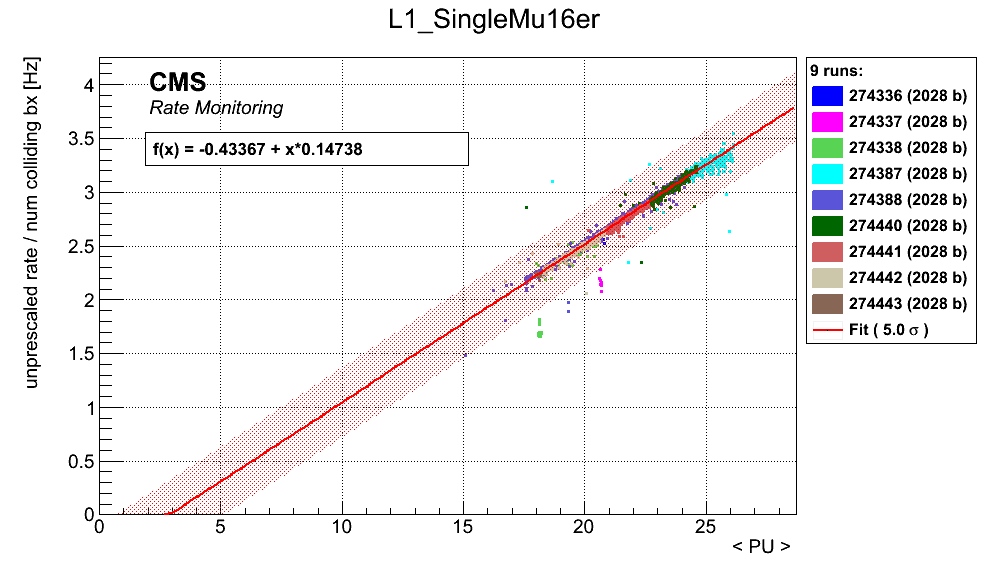 L1_SingleMu16er
unprescaled rate / num colliding bx [Hz]
CMS
Rate Monitoring
f(x) = -0.43367 + x*0.14738
4
3.5
3
2.5
2
1.5
1
0.5
0
0 5 10 15 20 25
< PU >
9 runs:
274336 (2028 b)
274337 (2028 b)
274338 (2028 b)
274387 (2028 b)
274388 (2028 b)
274440 (2028 b)
274441 (2028 b)
274442 (2028 b)
274443 (2028 b)
Fit ( 5.0 σ )